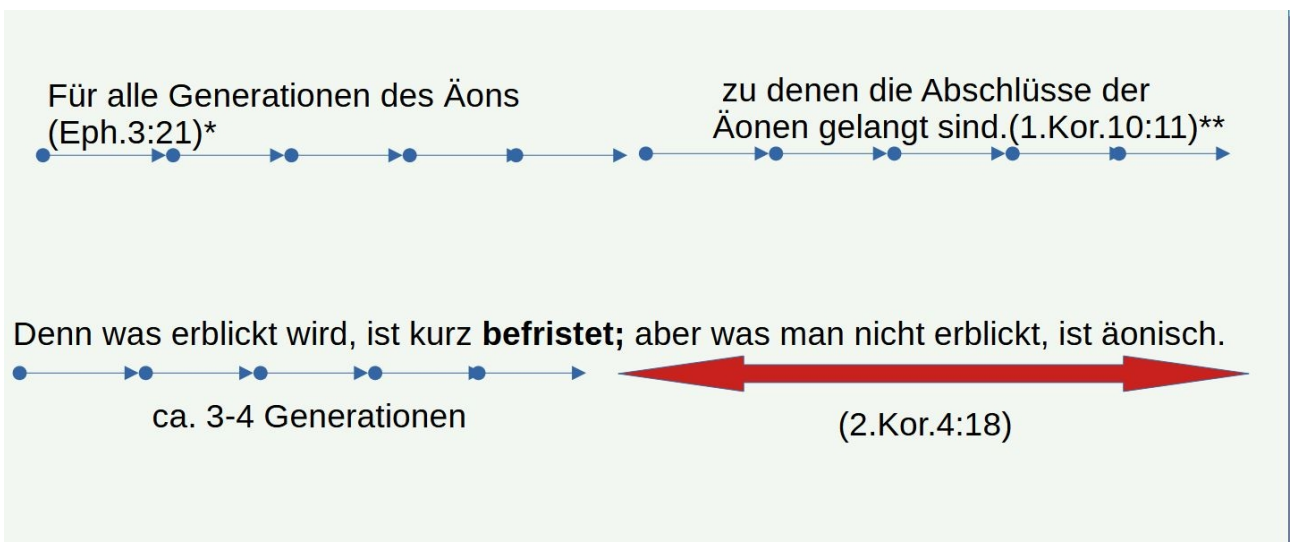 Für alle Generationen des Äons
(Eph.3:21)*
zu denen die Abschlüsse der
Äonen gelangt sind.(1.Kor.10:11)**
Denn was erblickt wird, ist kurz befristet; aber was man nicht erblickt, ist äonisch.
ca. 3-4 Generationen
(2.Kor.4:18)